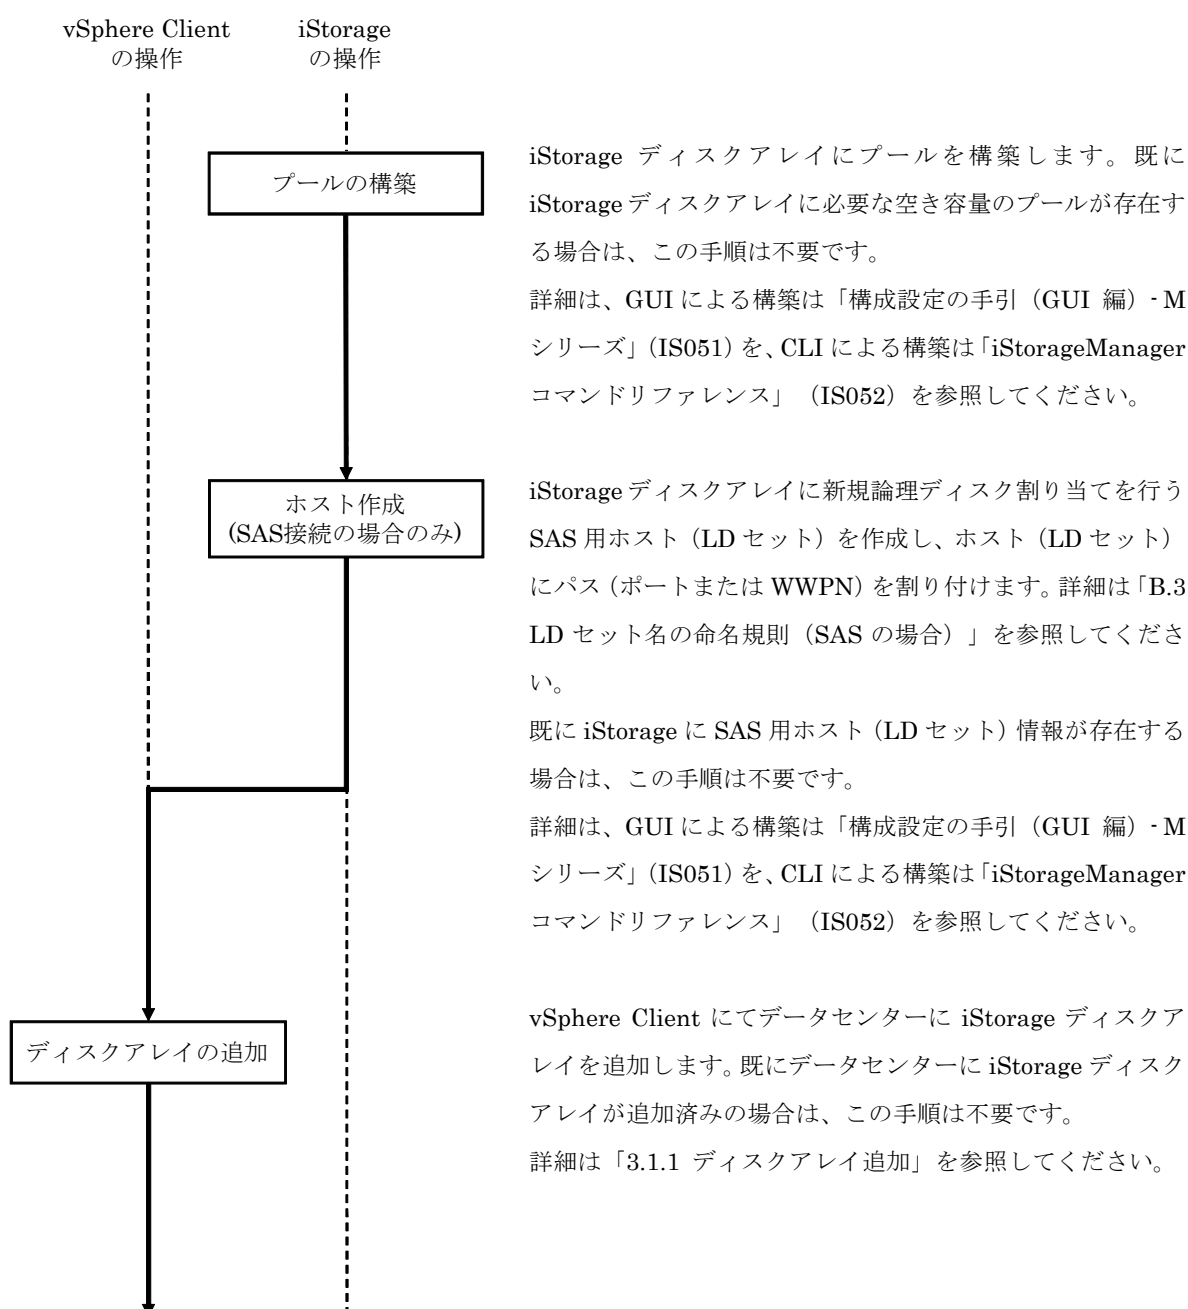 vSphere Client
の操作
iStorage
の操作
プールの構築
iStorage ディスクアレイにプールを構築します。既に
iStorage ディスクアレイに必要な空き容量のプールが存在す
る場合は、この手順は不要です。
詳細は、GUI による構築は「構成設定の手引（GUI 編）‐M
シリーズ」（IS051）を、CLI による構築は「iStorageManager
コマンドリファレンス」（IS052）を参照してください。
ホスト作成
(SAS接続の場合のみ)
iStorage ディスクアレイに新規論理ディスク割り当てを行う
SAS 用ホスト（LD セット）を作成し、ホスト（LD セット）
にパス（ポートまたは WWPN）を割り付けます。詳細は「B.3
LD セット名の命名規則（SAS の場合）」を参照してくださ
い。
既に iStorage に SAS 用ホスト（LD セット）情報が存在する
場合は、この手順は不要です。
詳細は、GUI による構築は「構成設定の手引（GUI 編）‐M
シリーズ」（IS051）を、CLI による構築は「iStorageManager
コマンドリファレンス」（IS052）を参照してください。
ディスクアレイの追加
vSphere Client にてデータセンターに iStorage ディスクア
レイを追加します。既にデータセンターに iStorage ディスク
アレイが追加済みの場合は、この手順は不要です。
詳細は「3.1.1 ディスクアレイ追加」を参照してください。